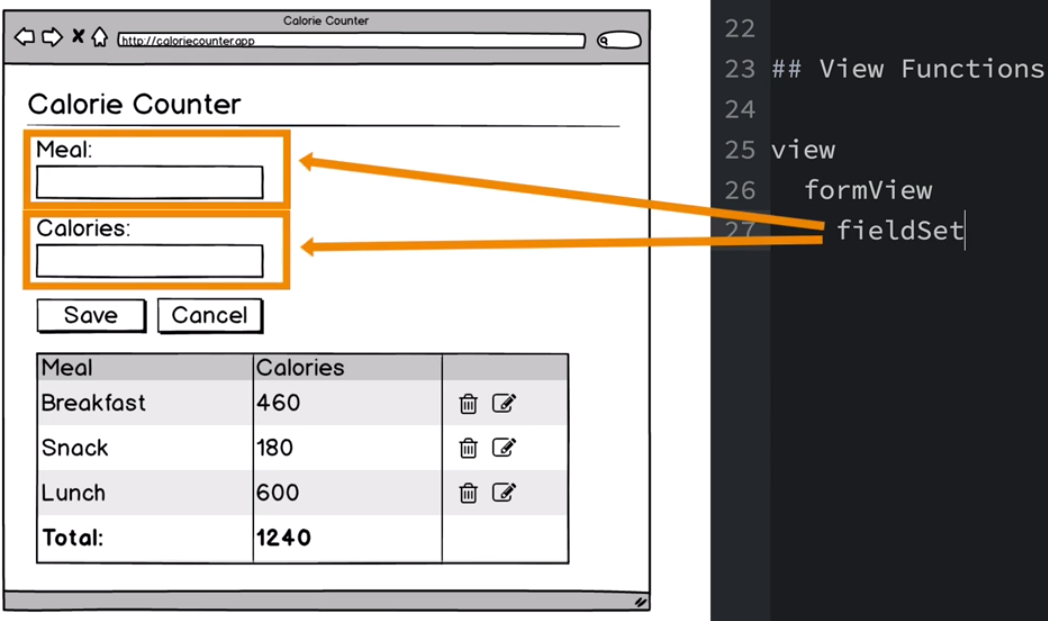 Calorie Counter
http://caloriecounter.app
Calorie Counter
Meal:
Calories:
Save Cancel
Meal Calories
Breakfast 460
Snack 180
Lunch 600
Total: 1240
22
23 ## View Functions
24
25 view
26 formView
27 fieldSet